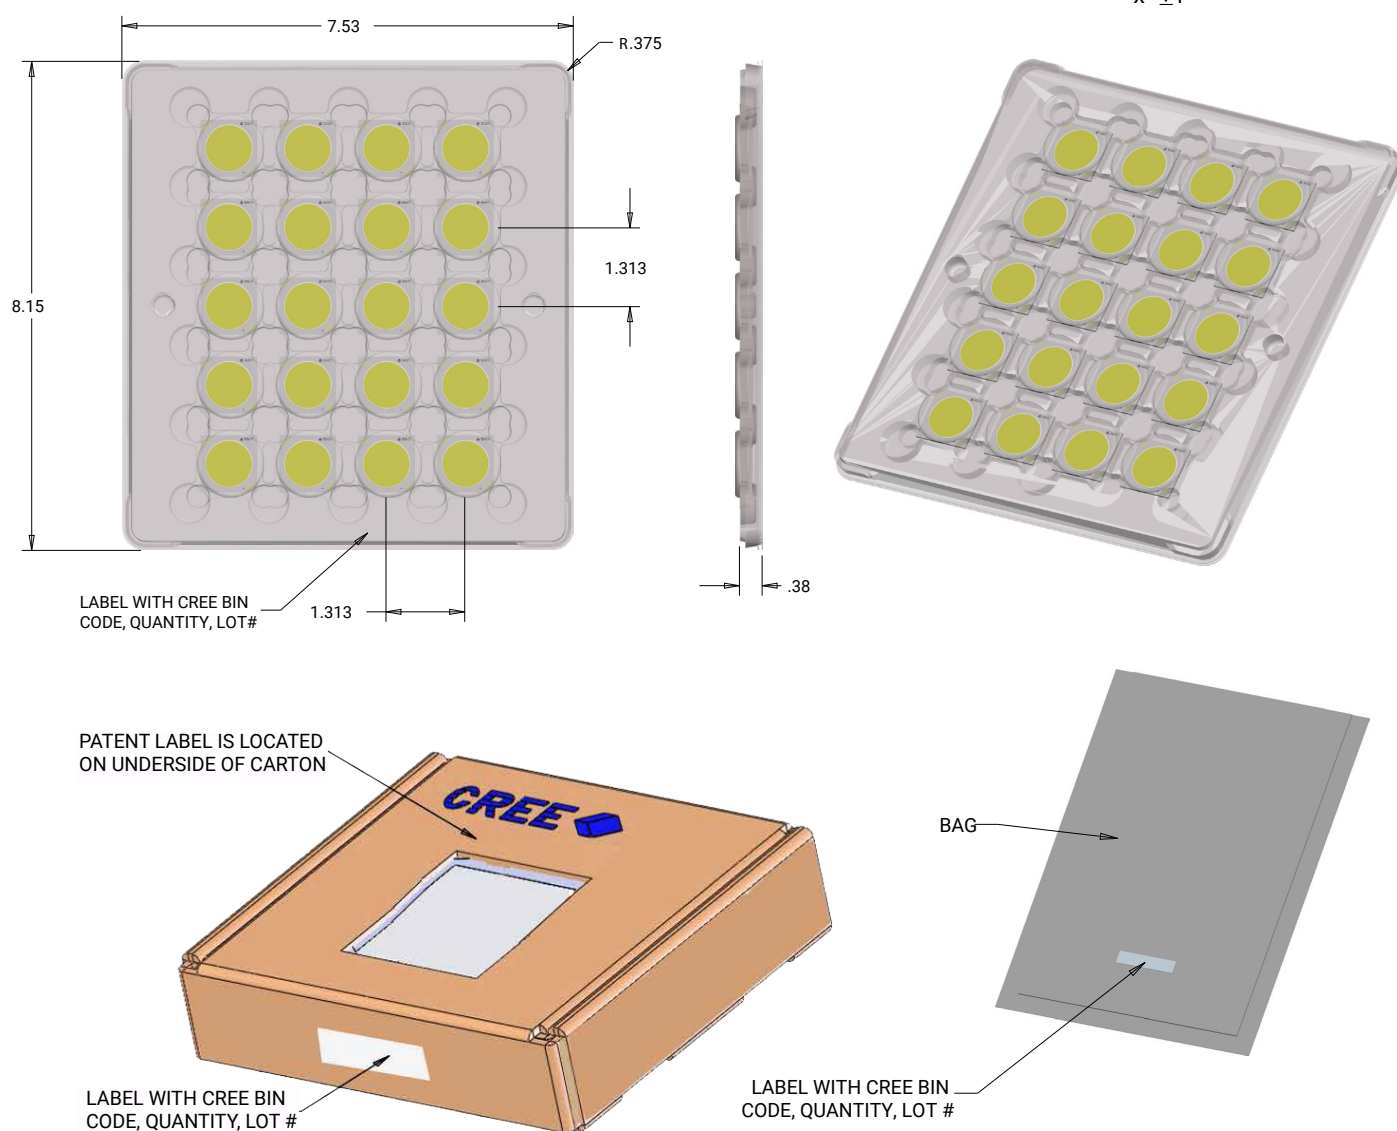 7.53
R.375
8.15
1.313
1.313
.38
LABEL WITH CREE BIN
CODE, QUANTITY, LOT#
PATENT LABEL IS LOCATED
ON UNDERSIDE OF CARTON
CREE
BAG
LABEL WITH CREE BIN
CODE, QUANTITY, LOT #
LABEL WITH CREE BIN
CODE, QUANTITY, LOT #